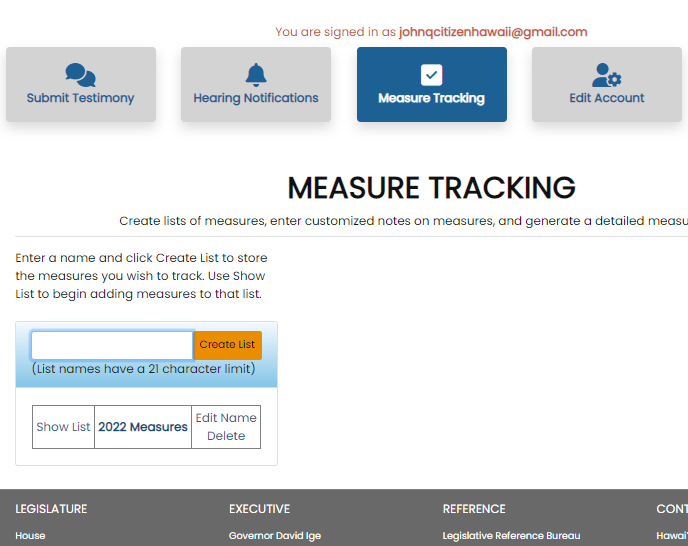 You are signed in as johnqcitizenhawaii@gmail.com
Submit Testimony
Hearing Notifications
Measure Tracking
Edit Account
MEASURE TRACKING
Create lists of measures, enter customized notes on measures, and generate a detailed measu
Enter a name and click Create List to store
the measures you wish to track. Use Show
List to begin adding measures to that list.
Create List
(List names have a 21 character limit)
Show List
2022 Measures
Edit Name
Delete
LEGISLATURE
EXECUTIVE
REFERENCE
CONT
House
Governor David Ige
Legislative Reference Bureau
Hawai'